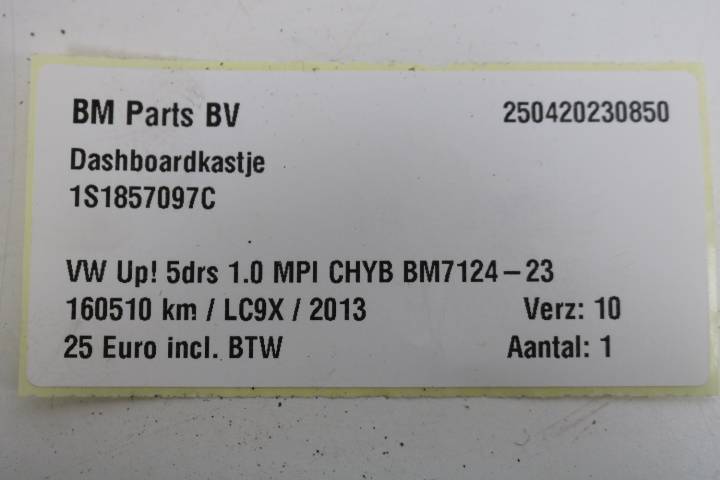 BM Parts BV 250420230850
Dashboardkastje
1S1857097C
VW Up! 5drs 1.0 MPI CHYB BM7124-23
160510 km / LC9X / 2013 Verz: 10
25 Euro incl. BTW Aantal: 1